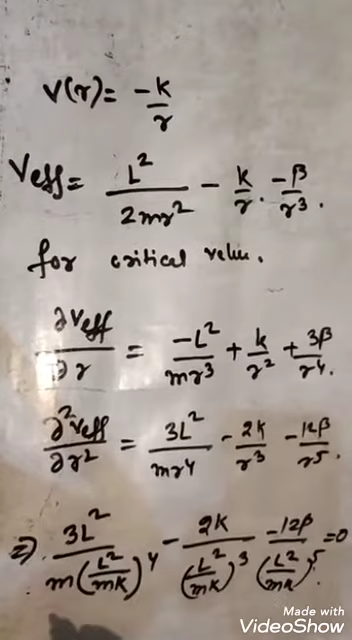 V(r) = -k/r
Veff = L²/2mr² - k/r . -β/r³.
for critical value.
∂Veff/∂r = -L²/mr³ + k/r² + 3β/r⁴.
∂²Veff/∂r² = 3L²/mr⁴ - 2k/r³ - 12β/r⁵.
⇒ 3L²/m(L²/mk)⁴ - 2k/(L²/mk)³ -12β/(L²/mk)⁵ = 0
Made with
VideoShow